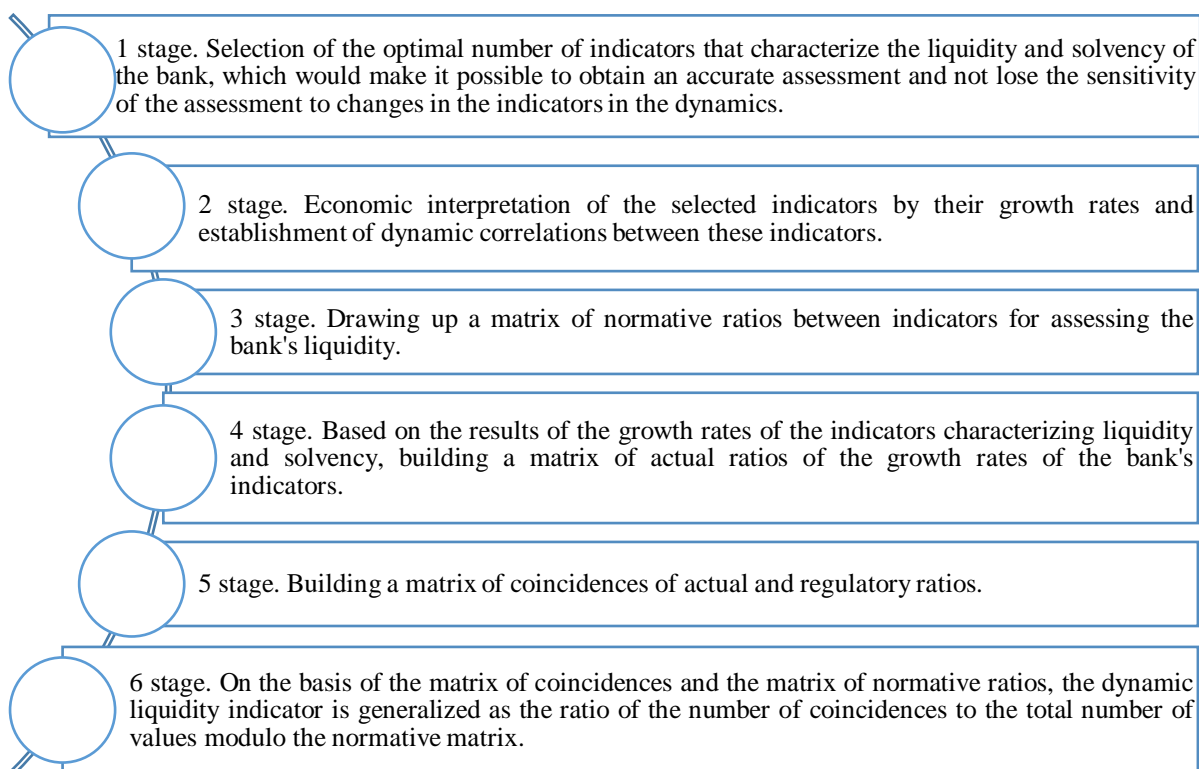 1 stage. Selection of the optimal number of indicators that characterize the liquidity and solvency of
the bank, which would make it possible to obtain an accurate assessment and not lose the sensitivity
of the assessment to changes in the indicators in the dynamics.
2 stage. Economic interpretation of the selected indicators by their growth rates and
establishment of dynamic correlations between these indicators.
3 stage. Drawing up a matrix of normative ratios between indicators for assessing the
bank's liquidity.
4 stage. Based on the results of the growth rates of the indicators characterizing liquidity
and solvency, building a matrix of actual ratios of the growth rates of the bank's
indicators.
5 stage. Building a matrix of coincidences of actual and regulatory ratios.
6 stage. On the basis of the matrix of coincidences and the matrix of normative ratios, the dynamic
liquidity indicator is generalized as the ratio of the number of coincidences to the total number of
values modulo the normative matrix.